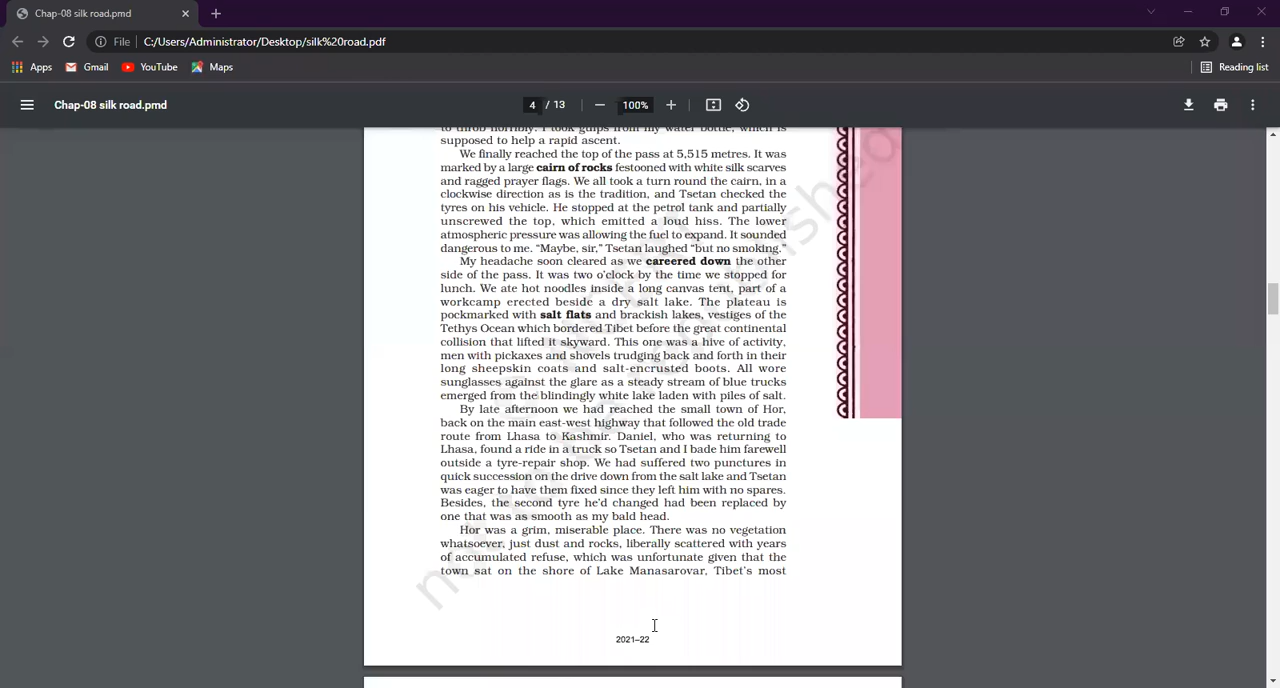 Chap-08 silk road.pmd
File C:/Users/Administrator/Desktop/silk%20road.pdf
Apps Gmail YouTube Maps Reading list
Chap-08 silk road.pmd 4 / 13 100%
to throb horribly. I took gulps from my water bottle, which is
supposed to help a rapid ascent.
We finally reached the top of the pass at 5,515 metres. It was
marked by a large cairn of rocks festooned with white silk scarves
and ragged prayer flags. We all took a turn round the cairn, in a
clockwise direction as is the tradition, and Tsetan checked the
tyres on his vehicle. He stopped at the petrol tank and partially
unscrewed the top, which emitted a loud hiss. The lower
atmospheric pressure was allowing the fuel to expand. It sounded
dangerous to me. “Maybe, sir,” Tsetan laughed “but no smoking.”
My headache soon cleared as we careered down the other
side of the pass. It was two o’clock by the time we stopped for
lunch. We ate hot noodles inside a long canvas tent, part of a
workcamp erected beside a dry salt lake. The plateau is
pockmarked with salt flats and brackish lakes, vestiges of the
Tethys Ocean which bordered Tibet before the great continental
collision that lifted it skyward. This one was a hive of activity,
men with pickaxes and shovels trudging back and forth in their
long sheepskin coats and salt-encrusted boots. All wore
sunglasses against the glare as a steady stream of blue trucks
emerged from the blindingly white lake laden with piles of salt.
By late afternoon we had reached the small town of Hor,
back on the main east-west highway that followed the old trade
route from Lhasa to Kashmir. Daniel, who was returning to
Lhasa, found a ride in a truck so Tsetan and I bade him farewell
outside a tyre-repair shop. We had suffered two punctures in
quick succession on the drive down from the salt lake and Tsetan
was eager to have them fixed since they left him with no spares.
Besides, the second tyre he’d changed had been replaced by
one that was as smooth as my bald head.
Hor was a grim, miserable place. There was no vegetation
whatsoever, just dust and rocks, liberally scattered with years
of accumulated refuse, which was unfortunate given that the
town sat on the shore of Lake Manasarovar, Tibet’s most
2021–22